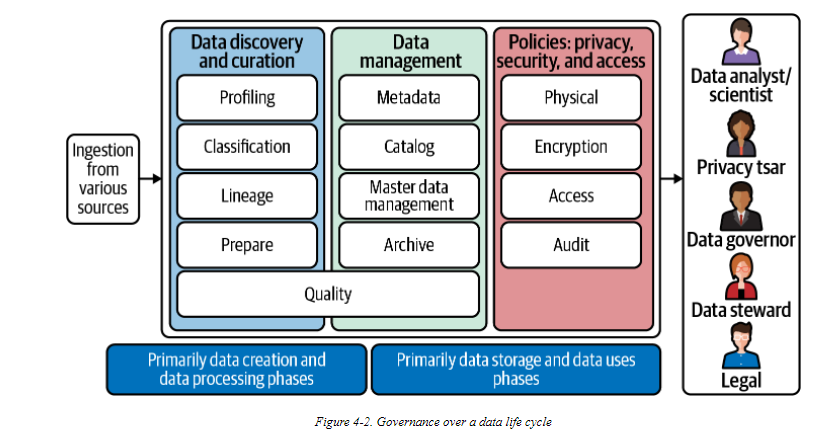 Ingestion
from
various
sources
Data discovery
and curation
Profiling
Classification
Lineage
Prepare
Data
management
Metadata
Catalog
Master data
management
Archive
Quality
Policies: privacy,
security, and access
Physical
Encryption
Access
Audit
Data analyst/
scientist
Privacy tsar
Data governor
Data steward
Legal
Primarily data creation and
data processing phases
Primarily data storage and data uses
phases
Figure 4-2. Governance over a data life cycle